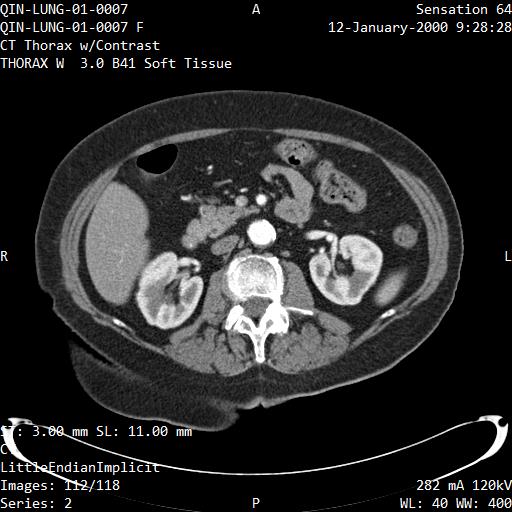 QIN-LUNG-01-0007
A
Sensation 64
QIN-LUNG-01-0007 F
12-January-2000 9:28:28
CT Thorax w/Contrast
THORAX W 3.0 B41 Soft Tissue
R
L
3.00 mm SL: 11.00 mm
LittleEndianImplicit
Images: 112/118
282 mA 120kV
Series: 2
P
WL: 40 WW: 400